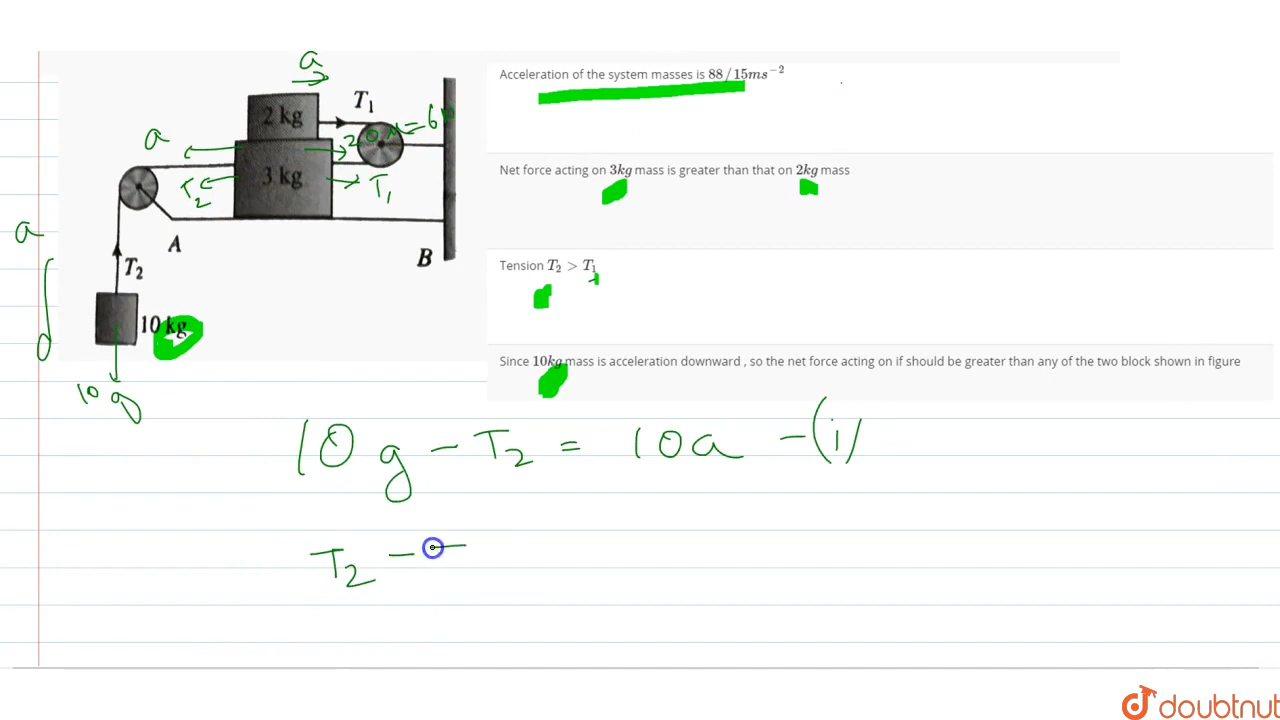 a
Acceleration of the system masses is 88/15ms⁻²
T₁
2 kg
a
3 kg
T₂
T₁
Net force acting on 3kg mass is greater than that on 2kg mass
a
A
B
T₂
Tension T₂ > T₁
10 kg
10 g
Since 10kg mass is acceleration downward , so the net force acting on if should be greater than any of the two block shown in figure
10 g - T₂ = 10a - (i)
T₂ -
doubtnut